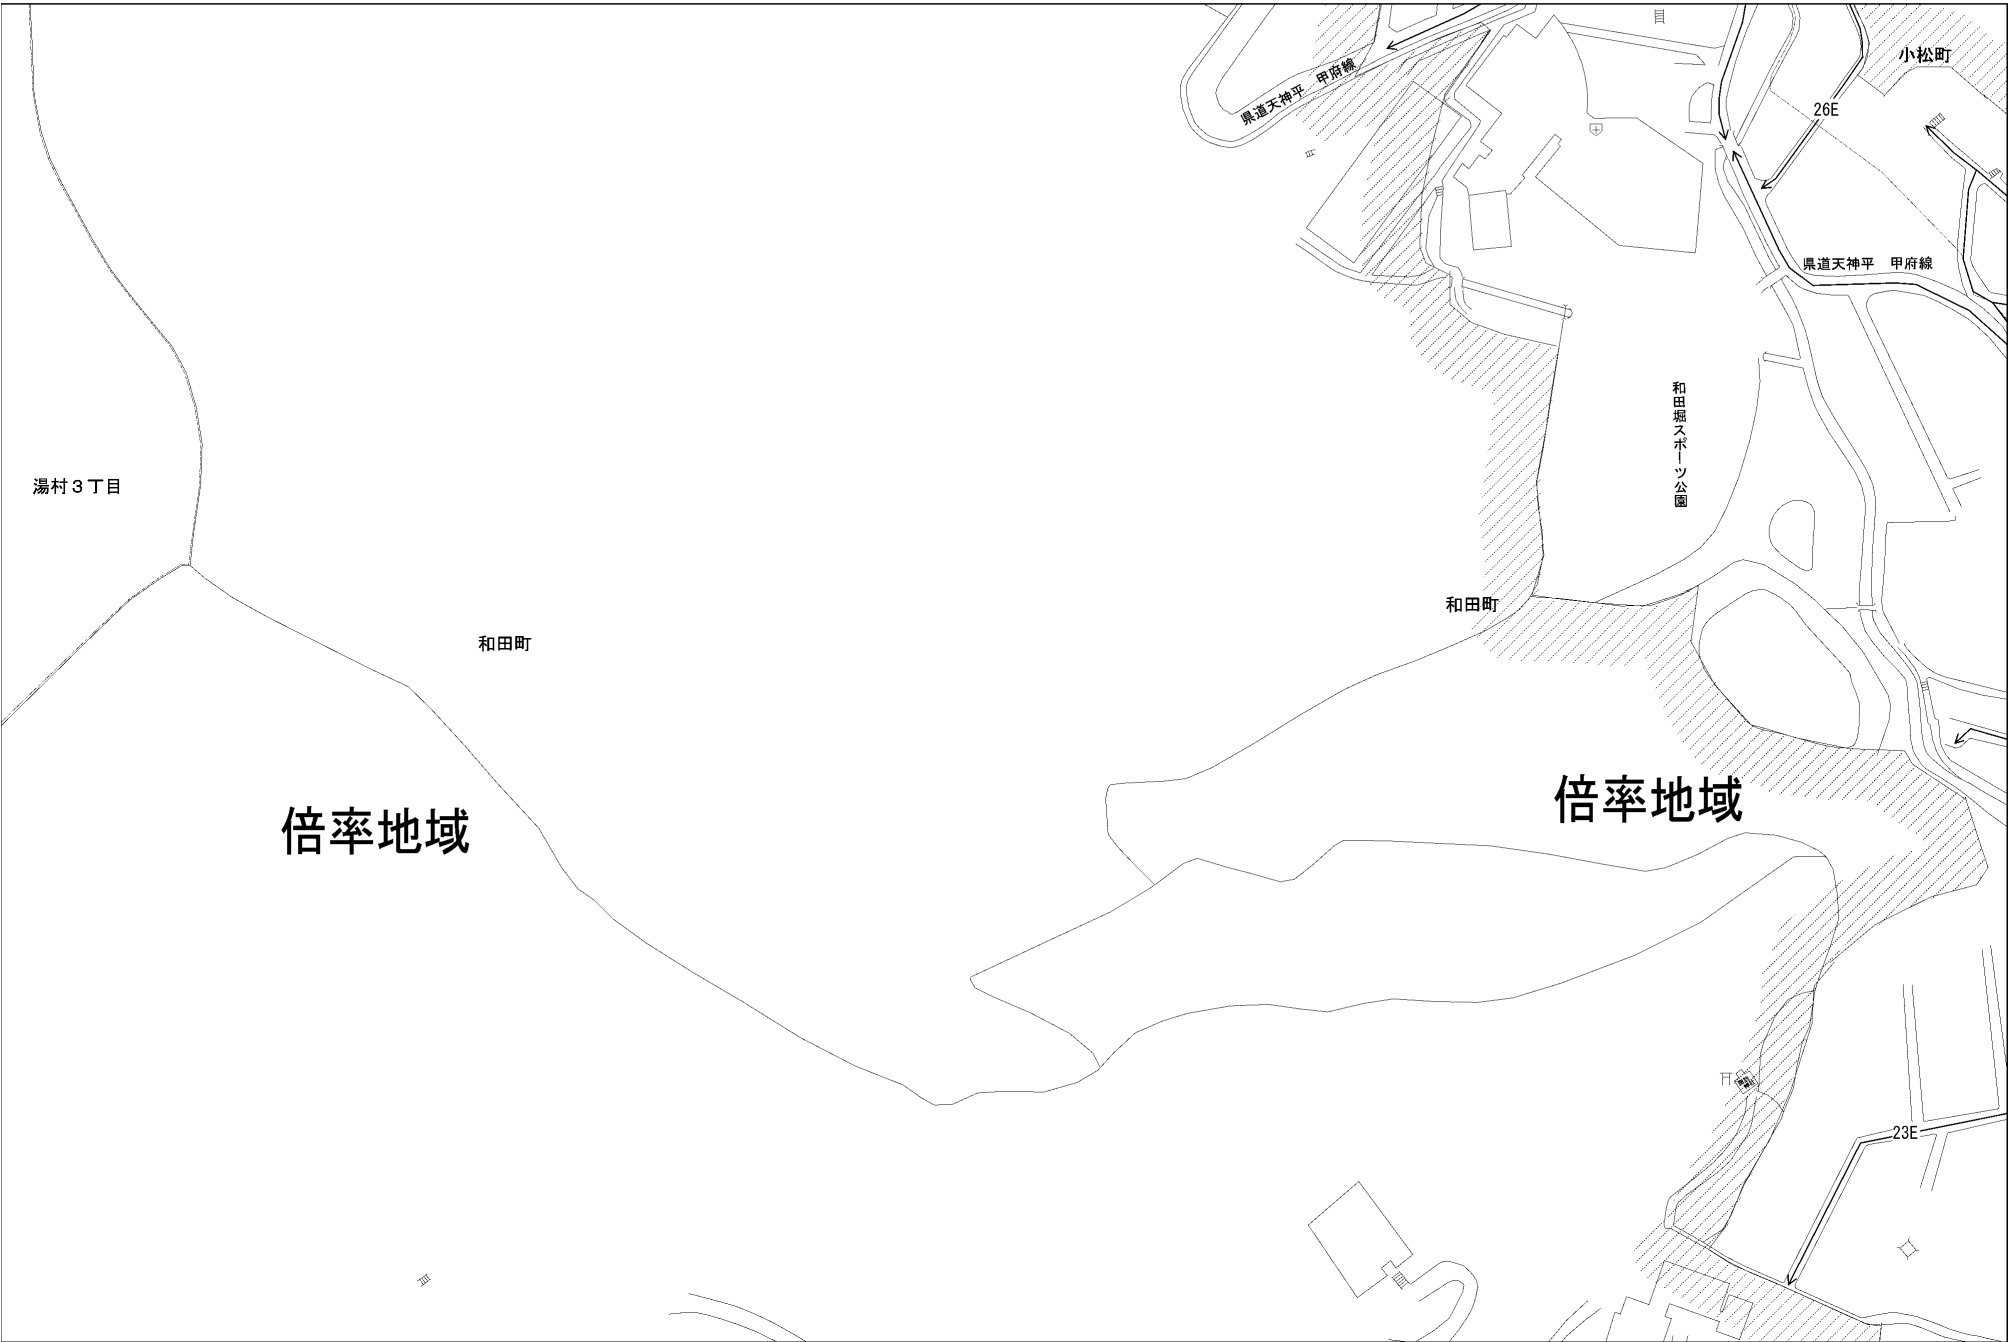 小松町
県道天神平　甲府線
26E
県道天神平　甲府線
和田堀スポーツ公園
湯村３丁目
和田町
和田町
倍率地域
倍率地域
23E